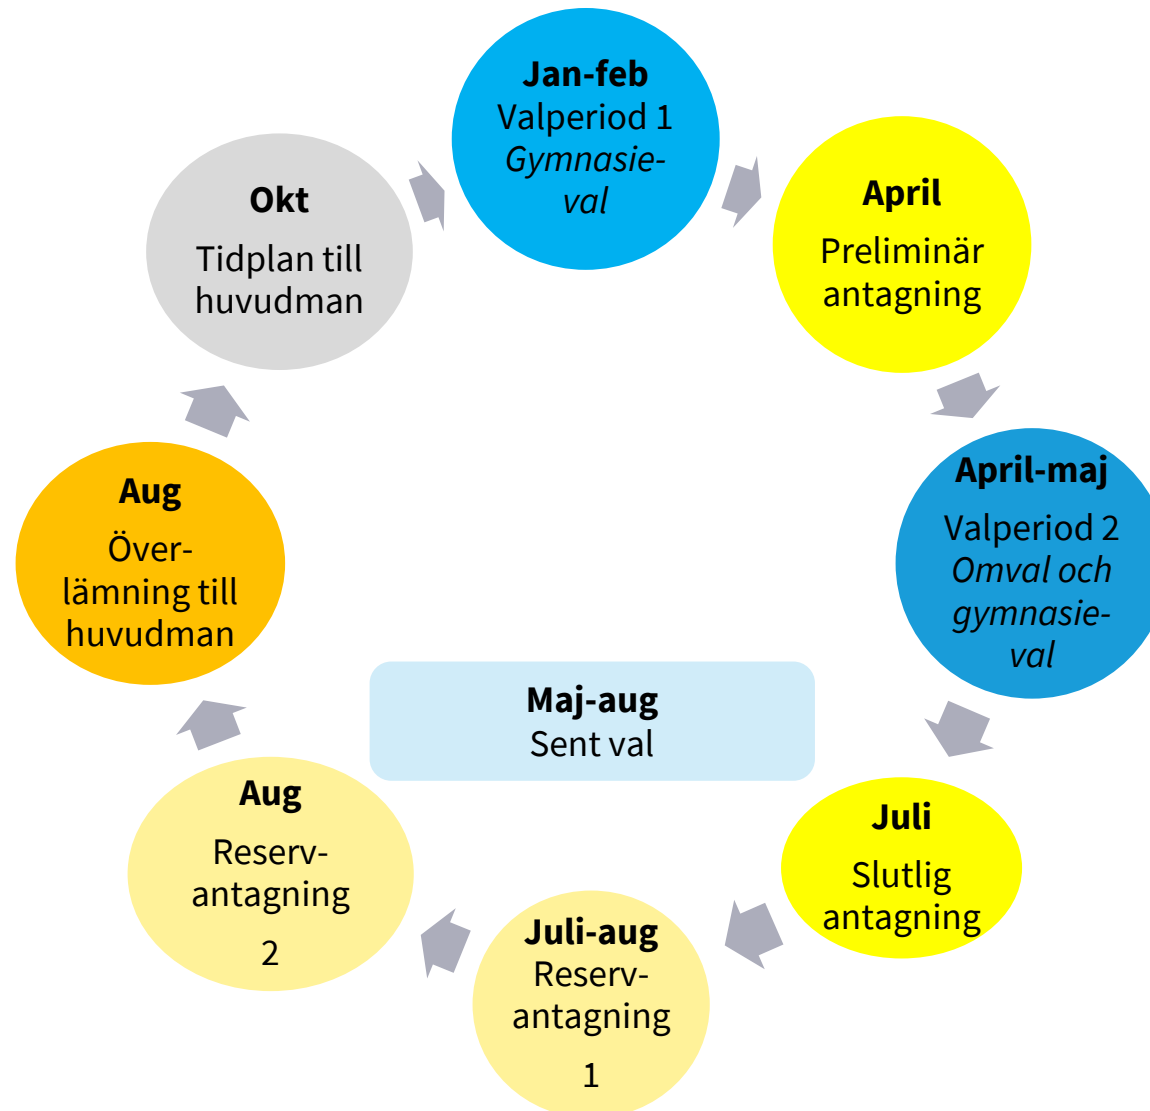 Jan-feb
Valperiod 1
Gymnasie-
val
April
Preliminär
antagning
April-maj
Valperiod 2
Omval och
gymnasie-
val
Juli
Slutlig
antagning
Juli-aug
Reserv-
antagning
1
Aug
Reserv-
antagning
2
Aug
Över-
lämning till
huvudman
Okt
Tidplan till
huvudman
Maj-aug
Sent val